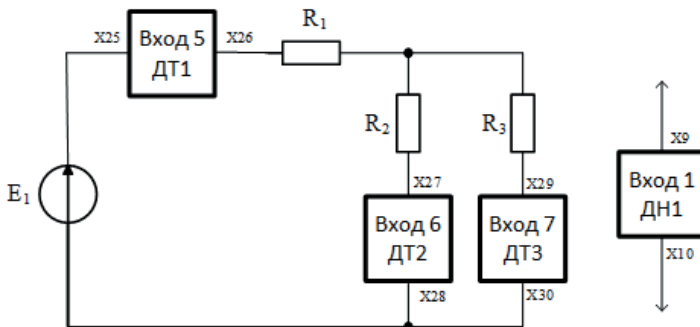 X25
Вход 5
ДТ1
X26
R1
R2
R3
X27
X29
X9
E1
Вход 6
ДТ2
Вход 7
ДТ3
Вход 1
ДН1
X28
X30
X10